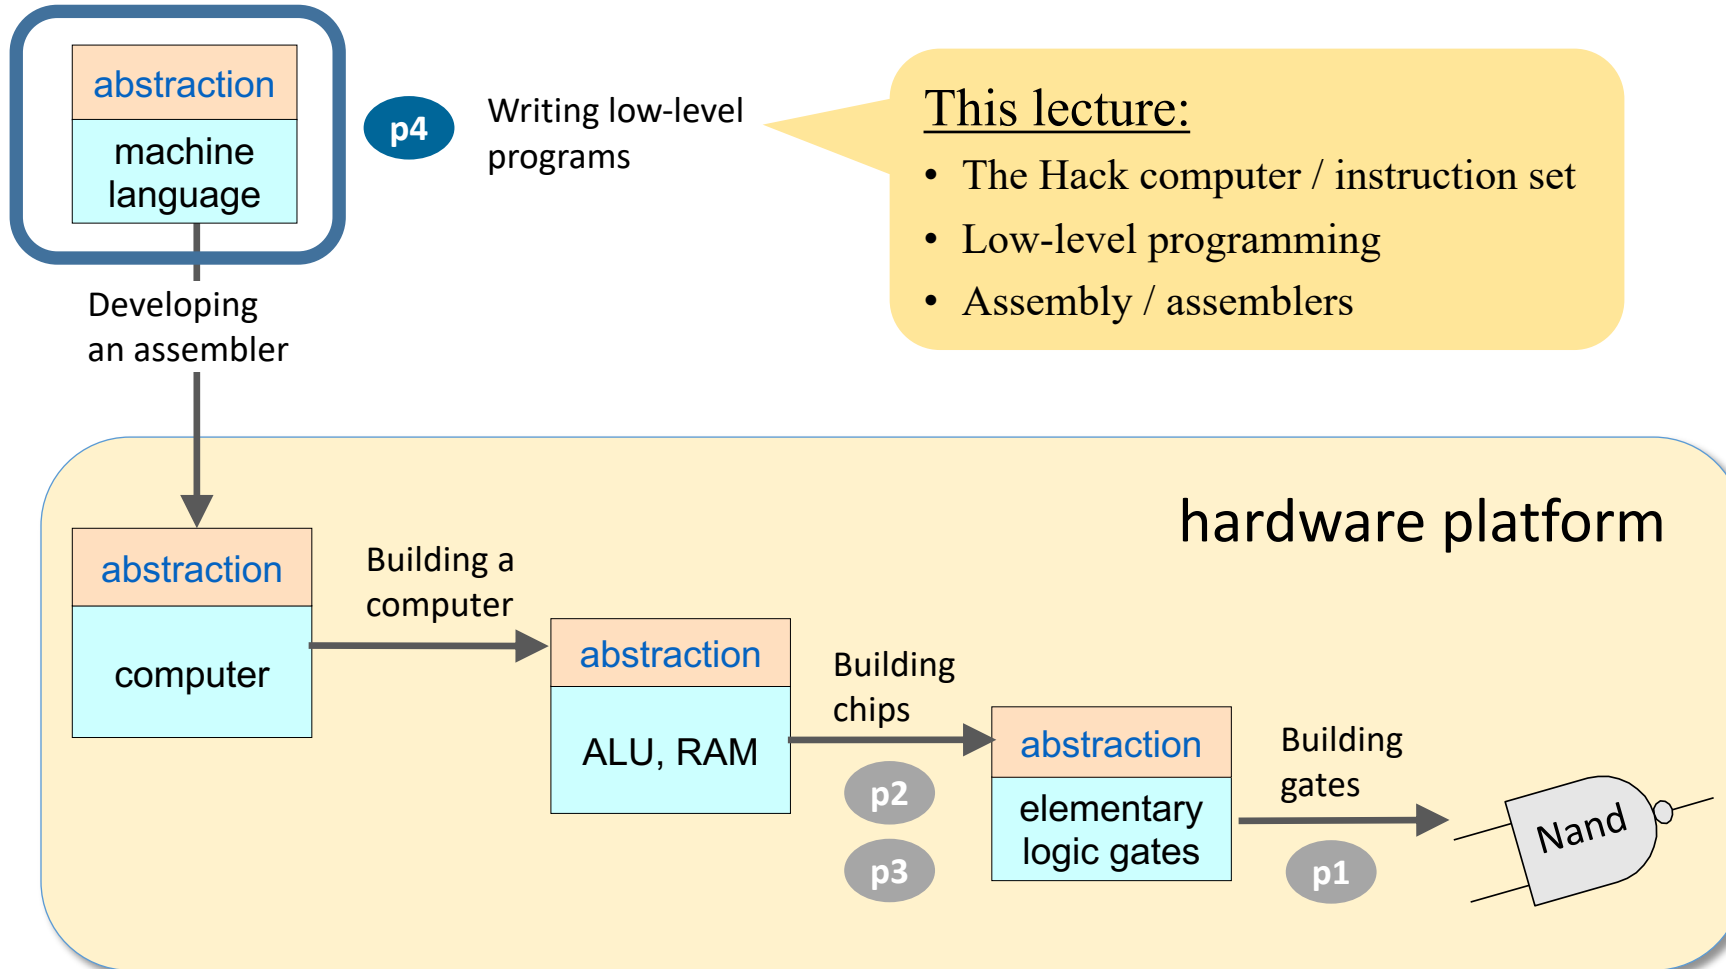 abstraction
machine
language
p4
Writing low-level
programs
This lecture:
• The Hack computer / instruction set
• Low-level programming
• Assembly / assemblers
Developing
an assembler
hardware platform
abstraction
computer
Building a
computer
abstraction
ALU, RAM
Building
chips
p2
p3
abstraction
elementary
logic gates
Building
gates
p1
Nand